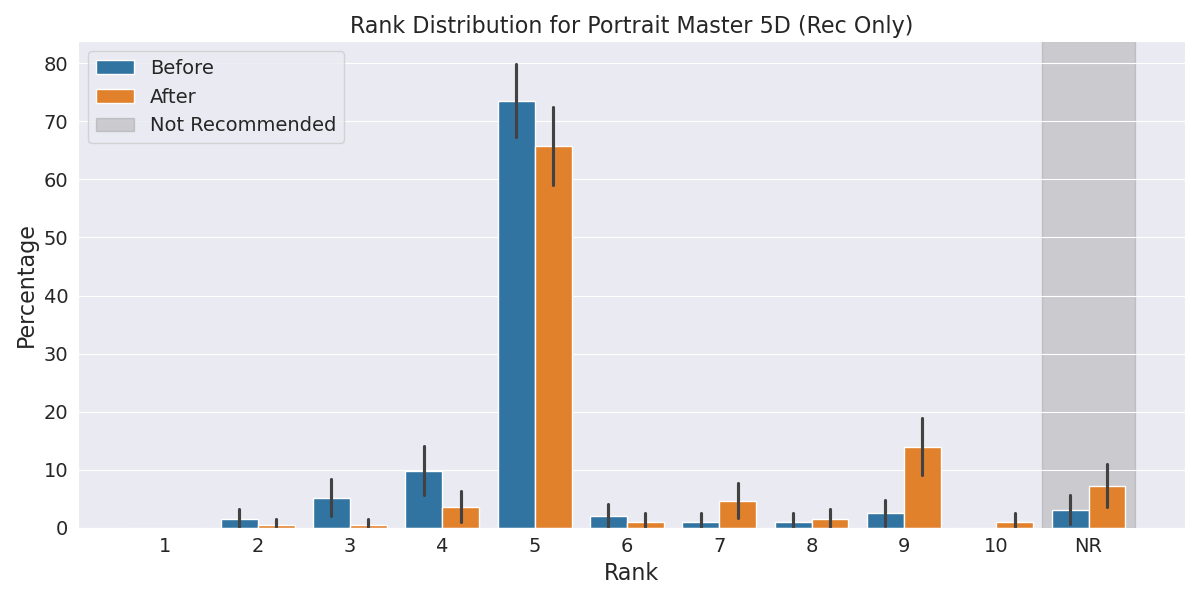 Rank Distribution for Portrait Master 5D (Rec Only)
Before
After
Not Recommended
80
70
60
50
40
30
20
10
0
Percentage
1 2 3 4 5 6 7 8 9 10 NR
Rank